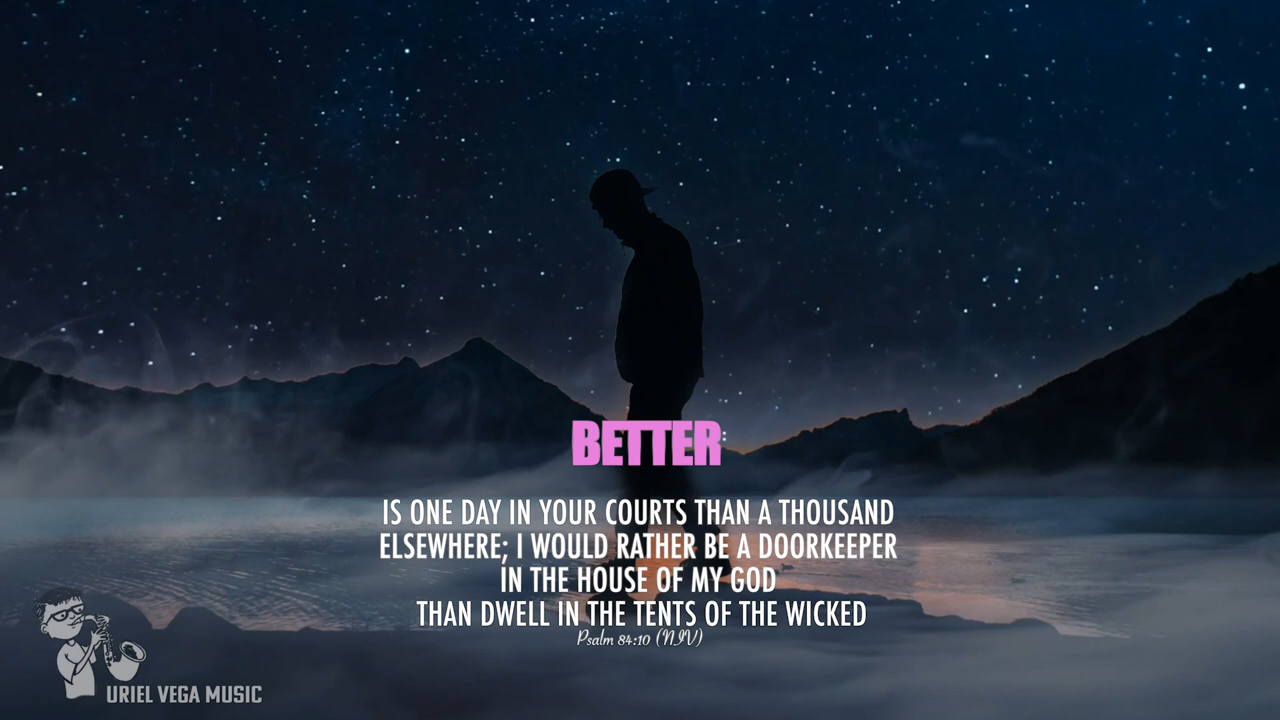 BETTER
IS ONE DAY IN YOUR COURTS THAN A THOUSAND
ELSEWHERE; I WOULD RATHER BE A DOORKEEPER
IN THE HOUSE OF MY GOD
THAN DWELL IN THE TENTS OF THE WICKED
Psalm 84:10 (NIV)
URIEL VEGA MUSIC